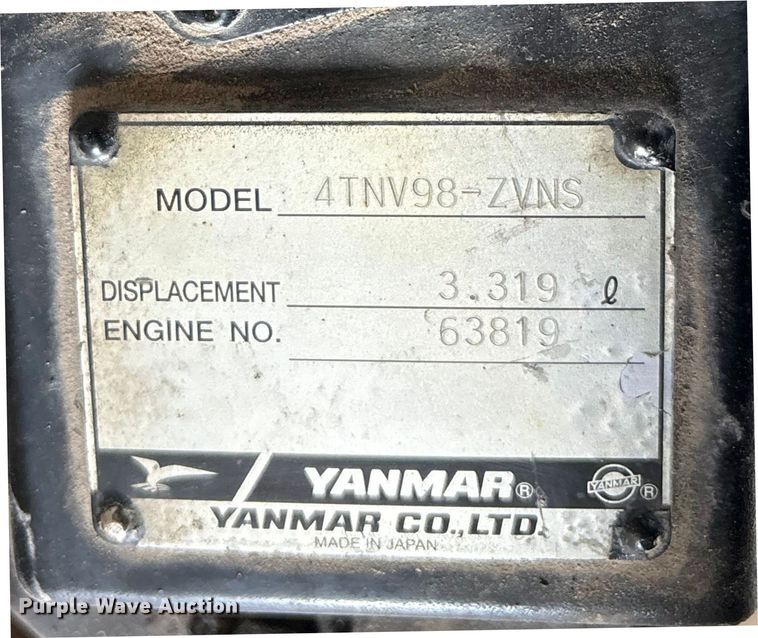 MODEL 4TNV98-ZVNS
DISPLACEMENT 3.319 ℓ
ENGINE NO. 63819
YANMAR® YANMAR ®
YANMAR CO.,LTD.
MADE IN JAPAN
Purple Wave Auction